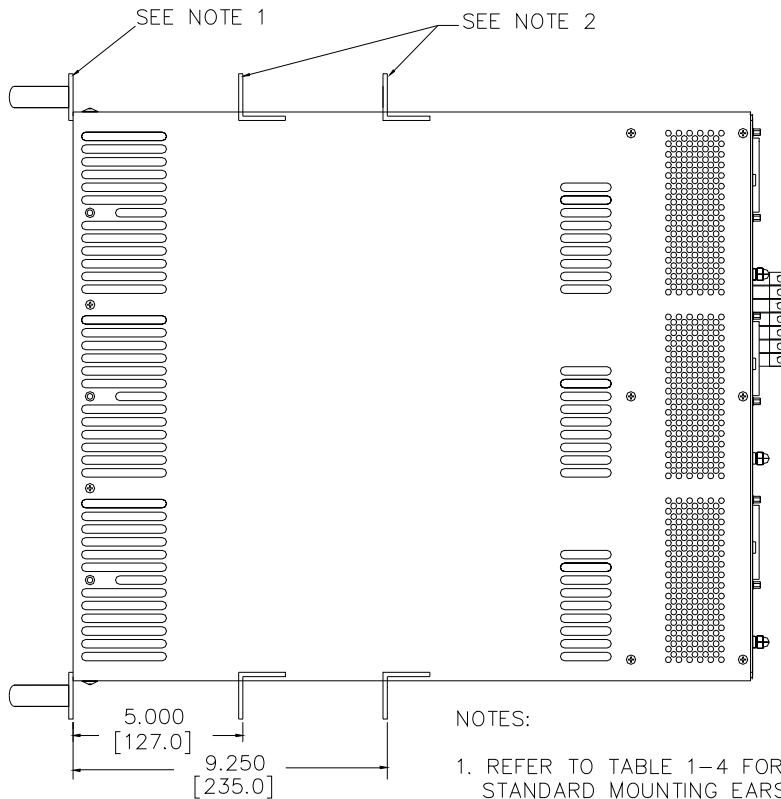 SEE NOTE 1
SEE NOTE 2
5.000
[127.0]
9.250
[235.0]
NOTES:
1. REFER TO TABLE 1-4 FOR
STANDARD MOUNTING EARS